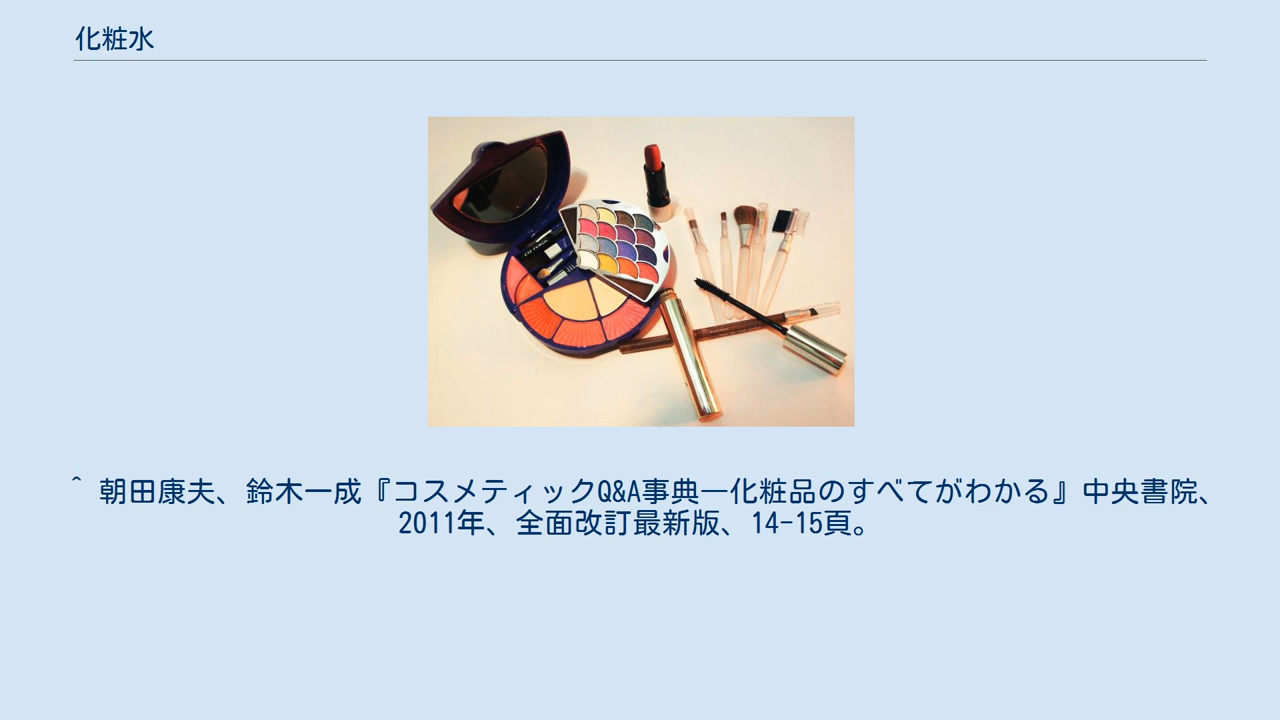 化粧水
^ 朝田康夫、鈴木一成『コスメティックQ&A事典―化粧品のすべてがわかる』中央書院、
2011年、全面改訂最新版、14-15頁。